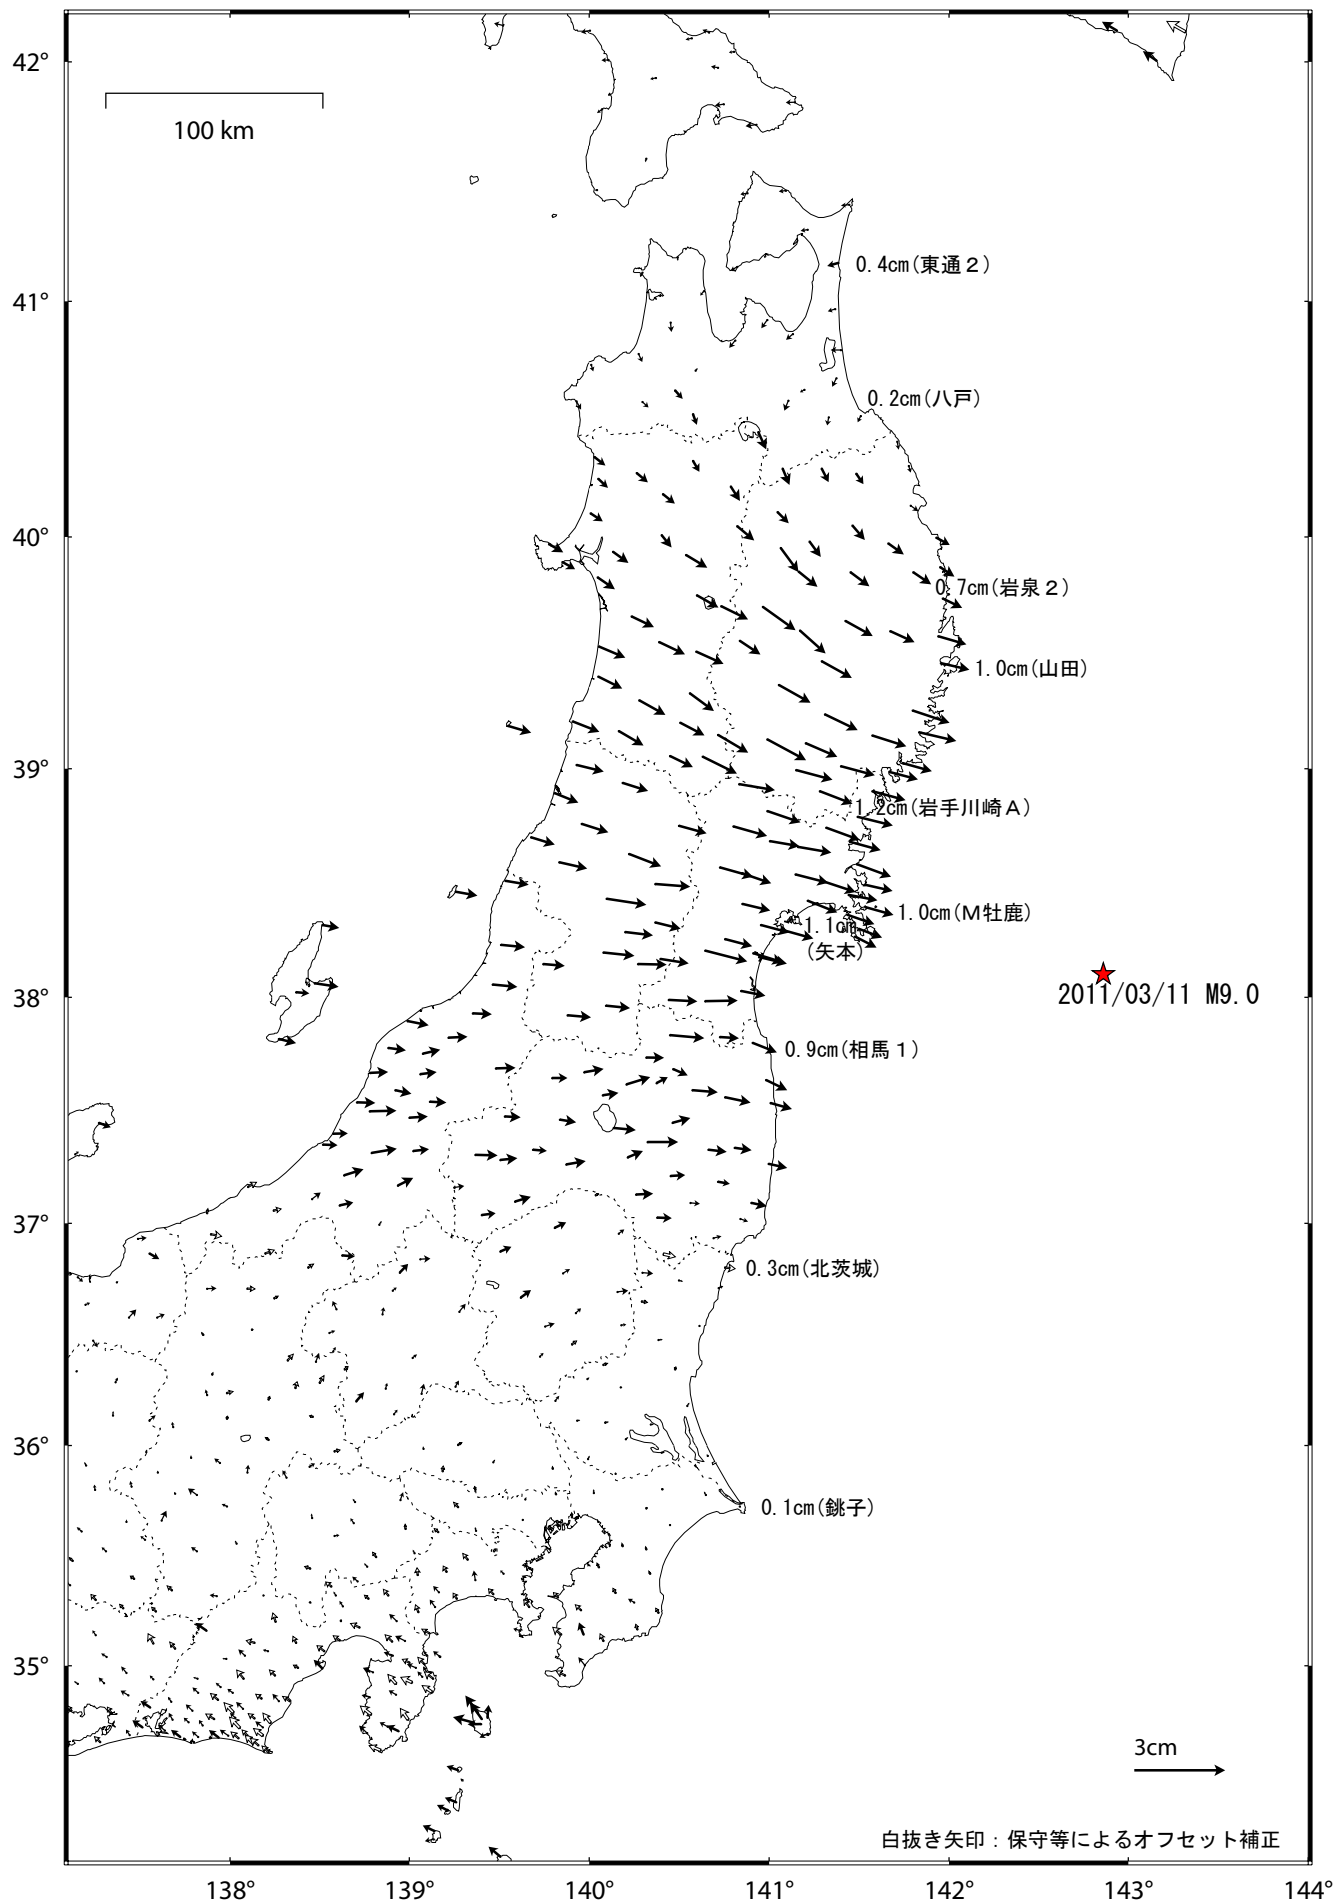 42°
100 km
0.4cm(東通２)
41°
0.2cm(八戸)
40°
0.7cm(岩泉２)
1.0cm(山田)
39°
1.2cm(岩手川崎Ａ)
1.0cm(Ｍ牡鹿)
1.1cm
(矢本)
38°
2011/03/11 M9.0
0.9cm(相馬１)
37°
0.3cm(北茨城)
36°
0.1cm(銚子)
35°
3cm
白抜き矢印：保守等によるオフセット補正
138° 139° 140° 141° 142° 143° 144°